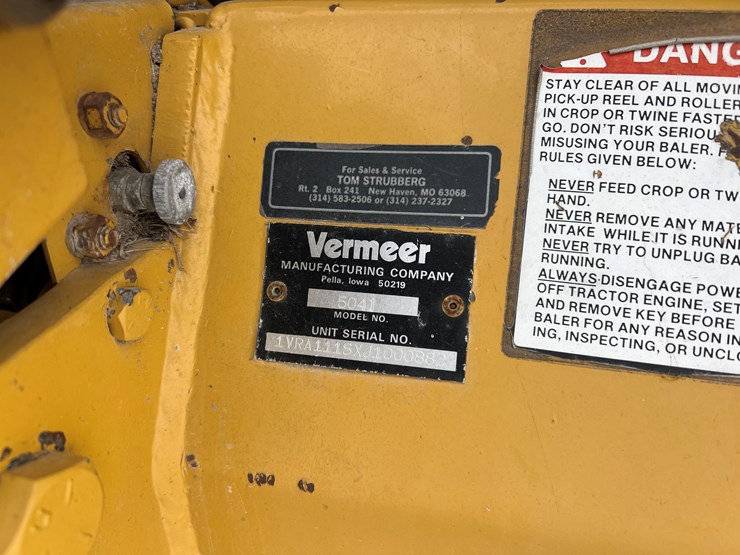 For Sales & Service
TOM STRUBBERG
Rt. 2 Box 241 New Haven, MO 63068
(314) 583-2506 or (314) 237-2327
Vermeer
MANUFACTURING COMPANY
Pella, Iowa 50219
5041
MODEL NO.
UNIT SERIAL NO.
1VRA111SXJ1000882
DANG
STAY CLEAR OF ALL MOVI
PICK-UP REEL AND ROLLER
IN CROP OR TWINE FASTE
GO. DON'T RISK SERIOU
MISUSING YOUR BALER. F
RULES GIVEN BELOW:
NEVER FEED CROP OR TW
HAND.
NEVER REMOVE ANY MATE
INTAKE WHILE IT IS RUNN
NEVER TRY TO UNPLUG BA
RUNNING.
ALWAYS DISENGAGE POWE
OFF TRACTOR ENGINE, SET
AND REMOVE KEY BEFORE
BALER FOR ANY REASON IN
ING, INSPECTING, OR UNCLO